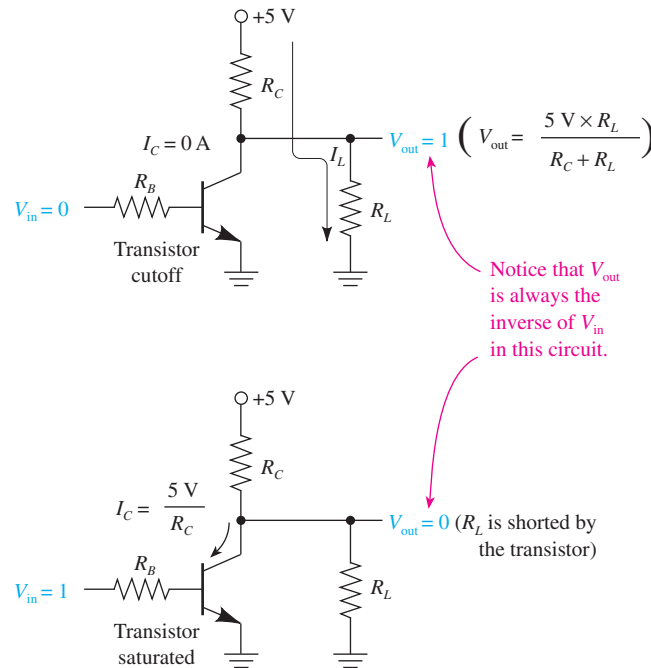 +5 V
R_C
I_C = 0 A
I_L
V_out = 1 ( V_out = 5 V × R_L / R_C + R_L )
R_B
V_in = 0
R_L
Transistor
cutoff
Notice that V_out
is always the
inverse of V_in
in this circuit.
+5 V
R_C
I_C = 5 V / R_C
V_out = 0 (R_L is shorted by
the transistor)
R_B
V_in = 1
R_L
Transistor
saturated